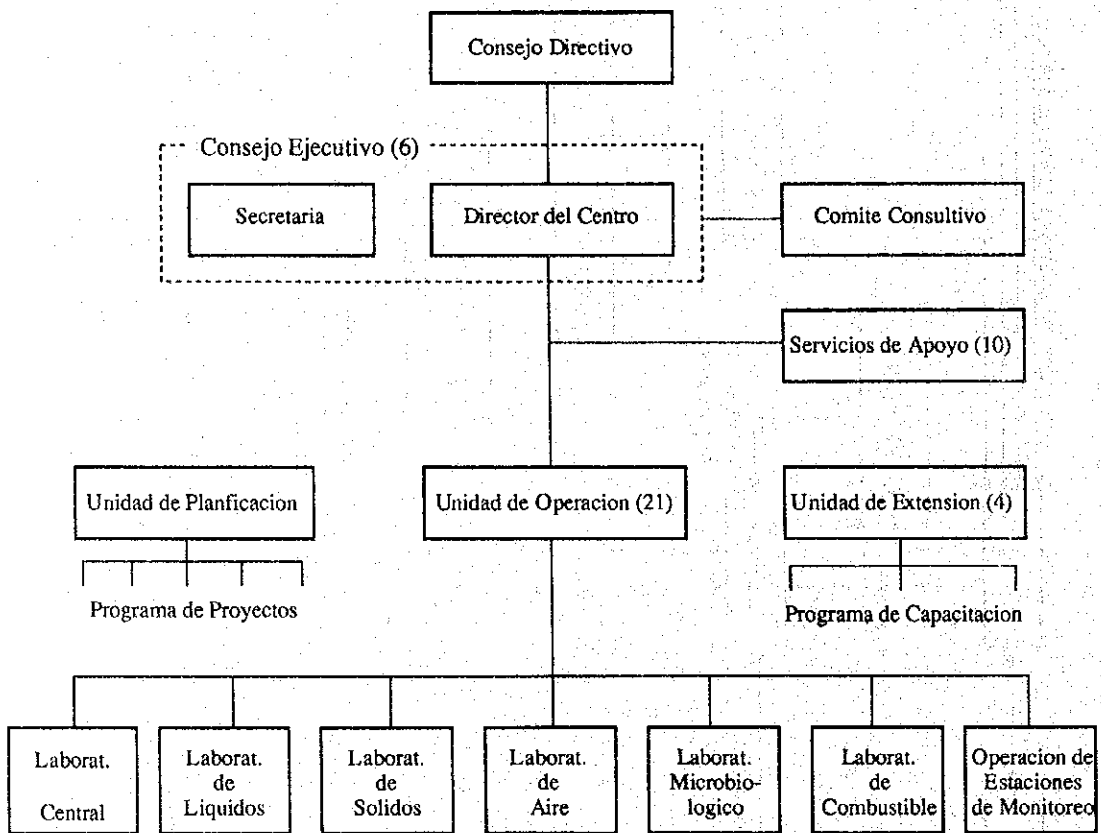 Consejo Directivo
Consejo Ejecutivo (6)
Secretaria
Director del Centro
Comite Consultivo
Servicios de Apoyo (10)
Unidad de Planficacion
Unidad de Operacion (21)
Unidad de Extension (4)
Programa de Proyectos
Programa de Capacitacion
Laborat.
Central
Laborat.
de
Liquidos
Laborat.
de
Solidos
Laborat.
de
Aire
Laborat.
Microbio-
logico
Laborat.
de
Combustible
Operacion de
Estaciones
de Monitoreo